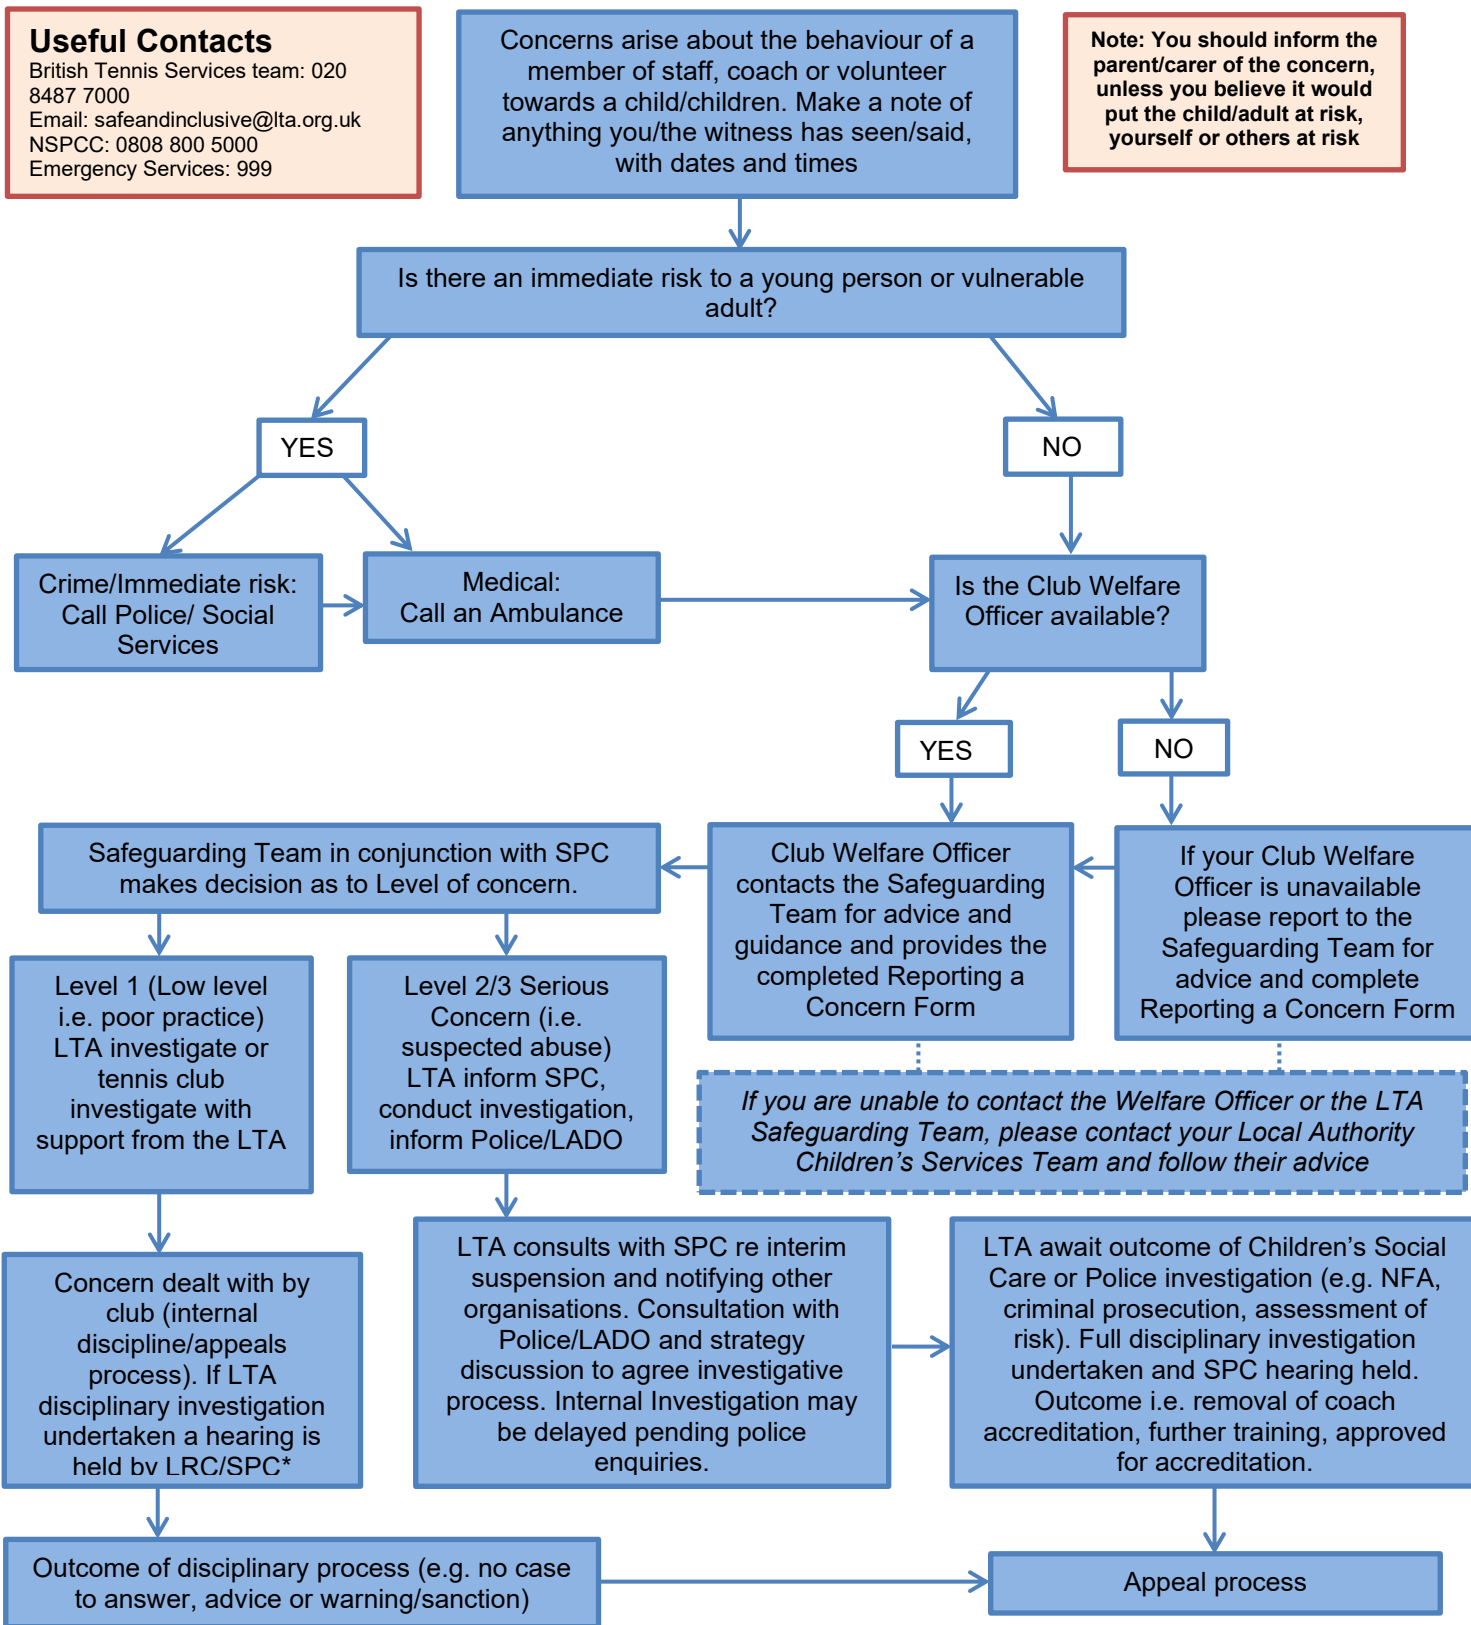 Useful Contacts
British Tennis Services team: 020
8487 7000
Email: safeandinclusive@lta.org.uk
NSPCC: 0808 800 5000
Emergency Services: 999
Concerns arise about the behaviour of a
member of staff, coach or volunteer
towards a child/children. Make a note of
anything you/the witness has seen/said,
with dates and times
Note: You should inform the
parent/carer of the concern,
unless you believe it would
put the child/adult at risk,
yourself or others at risk
Is there an immediate risk to a young person or vulnerable
adult?
YES
NO
Crime/Immediate risk:
Call Police/ Social
Services
Medical:
Call an Ambulance
Is the Club Welfare
Officer available?
YES
NO
Safeguarding Team in conjunction with SPC
makes decision as to Level of concern.
Club Welfare Officer
contacts the Safeguarding
Team for advice and
guidance and provides the
completed Reporting a
Concern Form
If your Club Welfare
Officer is unavailable
please report to the
Safeguarding Team for
advice and complete
Reporting a Concern Form
Level 1 (Low level
i.e. poor practice)
LTA investigate or
tennis club
investigate with
support from the LTA
Level 2/3 Serious
Concern (i.e.
suspected abuse)
LTA inform SPC,
conduct investigation,
inform Police/LADO
If you are unable to contact the Welfare Officer or the LTA
Safeguarding Team, please contact your Local Authority
Children’s Services Team and follow their advice
Concern dealt with by
club (internal
discipline/appeals
process). If LTA
disciplinary investigation
undertaken a hearing is
held by LRC/SPC*
LTA consults with SPC re interim
suspension and notifying other
organisations. Consultation with
Police/LADO and strategy
discussion to agree investigative
process. Internal Investigation may
be delayed pending police
enquiries.
LTA await outcome of Children’s Social
Care or Police investigation (e.g. NFA,
criminal prosecution, assessment of
risk). Full disciplinary investigation
undertaken and SPC hearing held.
Outcome i.e. removal of coach
accreditation, further training, approved
for accreditation.
Outcome of disciplinary process (e.g. no case
to answer, advice or warning/sanction)
Appeal process